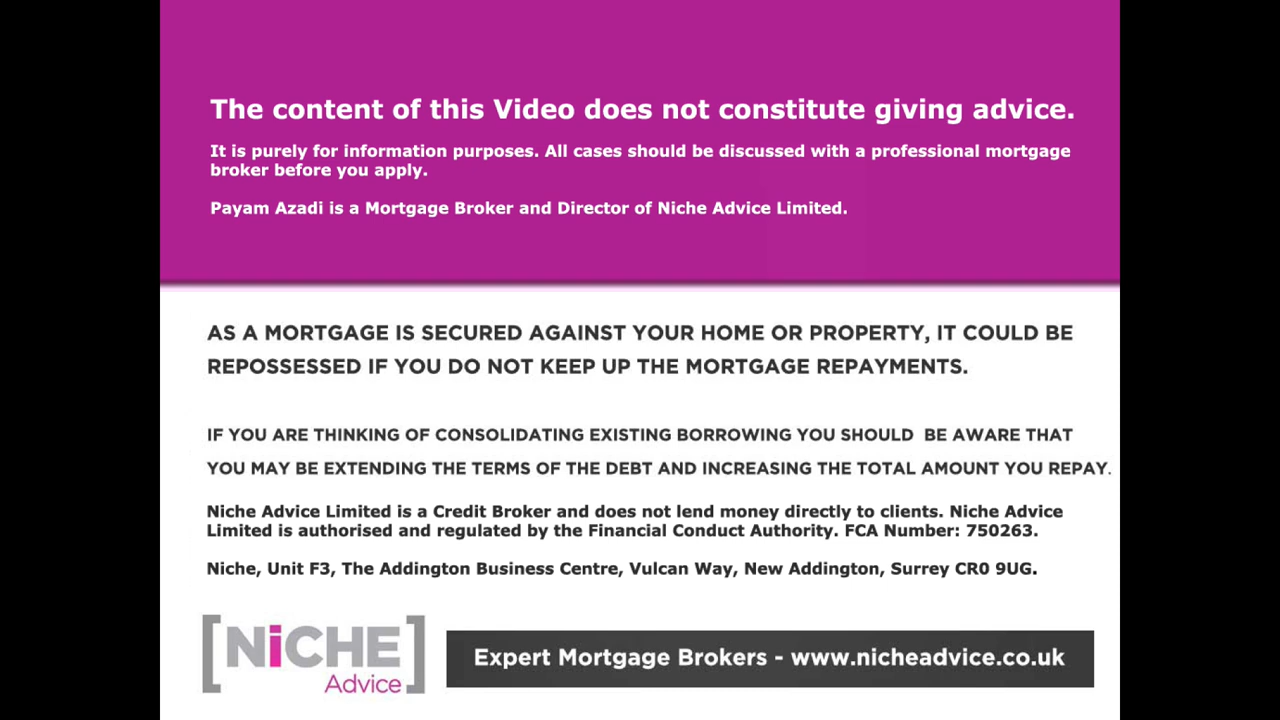 The content of this Video does not constitute giving advice.
It is purely for information purposes. All cases should be discussed with a professional mortgage
broker before you apply.
Payam Azadi is a Mortgage Broker and Director of Niche Advice Limited.
AS A MORTGAGE IS SECURED AGAINST YOUR HOME OR PROPERTY, IT COULD BE
REPOSSESSED IF YOU DO NOT KEEP UP THE MORTGAGE REPAYMENTS.
IF YOU ARE THINKING OF CONSOLIDATING EXISTING BORROWING YOU SHOULD BE AWARE THAT
YOU MAY BE EXTENDING THE TERMS OF THE DEBT AND INCREASING THE TOTAL AMOUNT YOU REPAY.
Niche Advice Limited is a Credit Broker and does not lend money directly to clients. Niche Advice
Limited is authorised and regulated by the Financial Conduct Authority. FCA Number: 750263.
Niche, Unit F3, The Addington Business Centre, Vulcan Way, New Addington, Surrey CR0 9UG.
[NiCHE]
Advice
Expert Mortgage Brokers - www.nicheadvice.co.uk